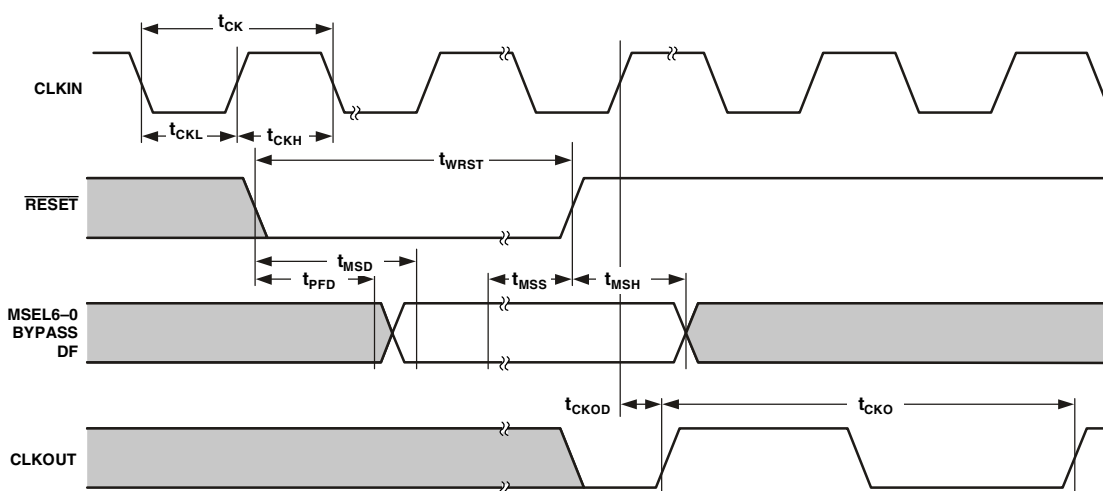 tCK
CLKIN
tCKL
tCKH
tWRST
RESET
tMSD
tPFD
tMSS
tMSH
MSEL6–0
BYPASS
DF
tCKOD
tCKO
CLKOUT